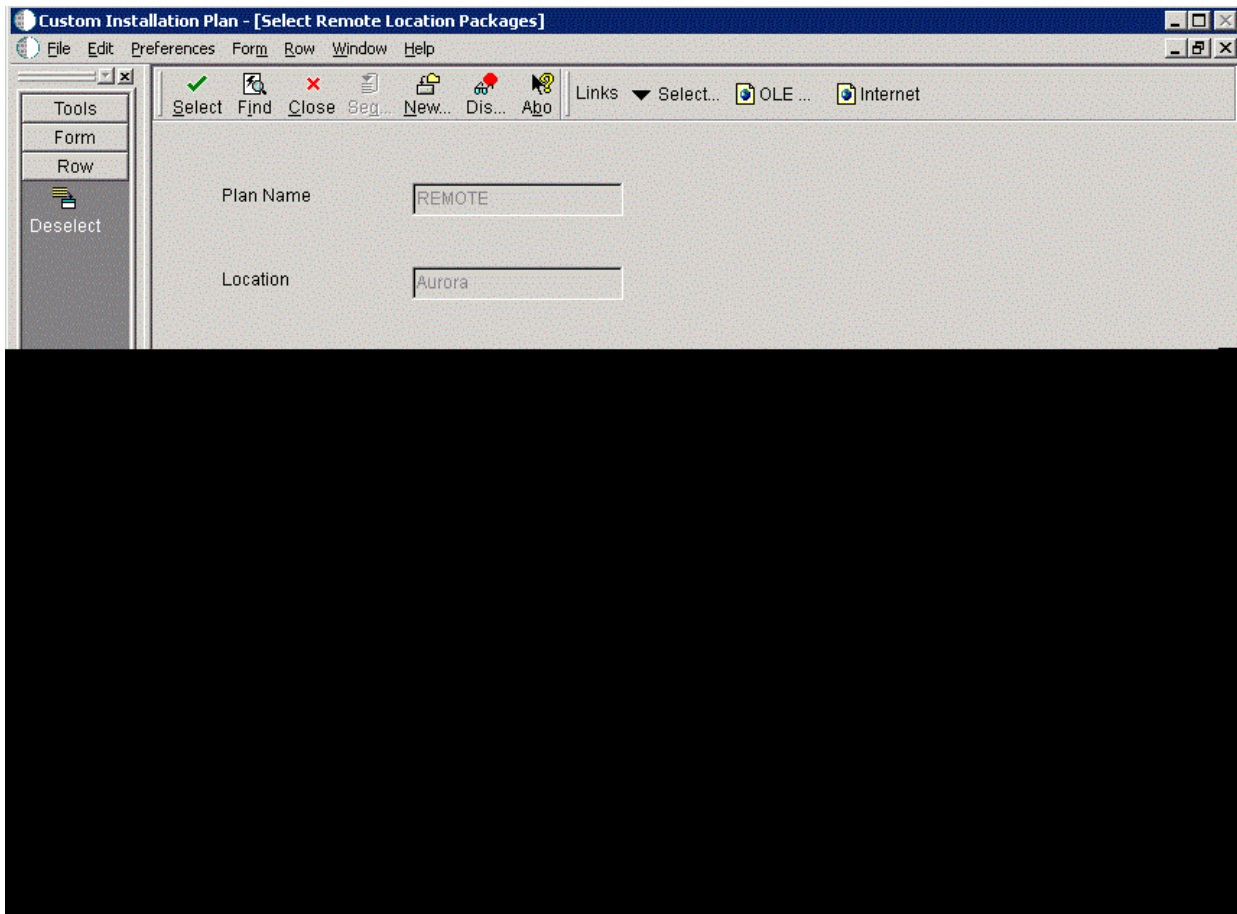 Custom Installation Plan - [Select Remote Location Packages]
File Edit Preferences Form Row Window Help
Select Find Close Seq... New... Dis... Abo Links Select... OLE ... Internet
Tools
Form
Row
Deselect
Plan Name REMOTE
Location Aurora